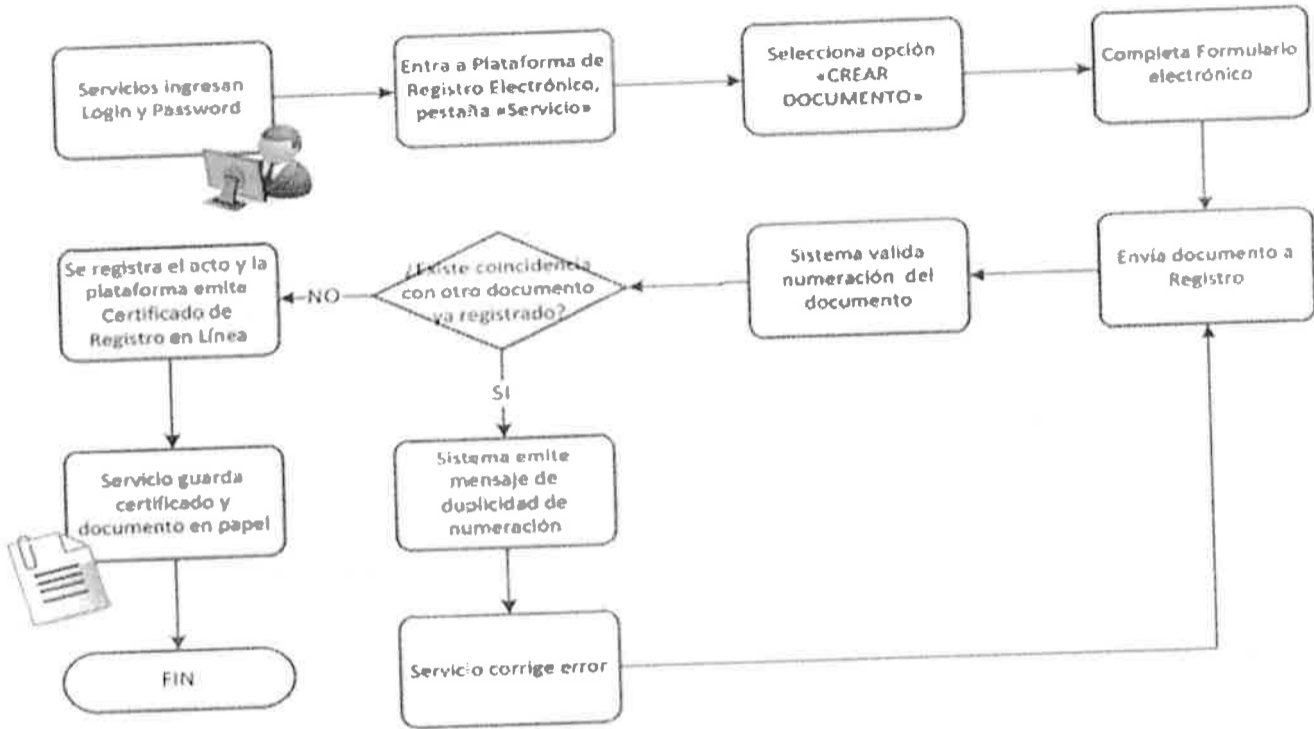 Servicios ingresan
Login y Password
Entra a Plataforma de
Registro Electrónico,
pestaña «Servicio»
Selecciona opción
«CREAR
DOCUMENTO»
Completa Formulario
electrónico
Envía documento a
Registro
Sistema valida
numeración del
documento
¿Existe coincidencia
con otro documento
ya registrado?
NO
Se registra el acto y la
plataforma emite
Certificado de
Registro en Línea
Servicio guarda
certificado y
documento en papel
FIN
SI
Sistema emite
mensaje de
duplicidad de
numeración
Servicio corrige error